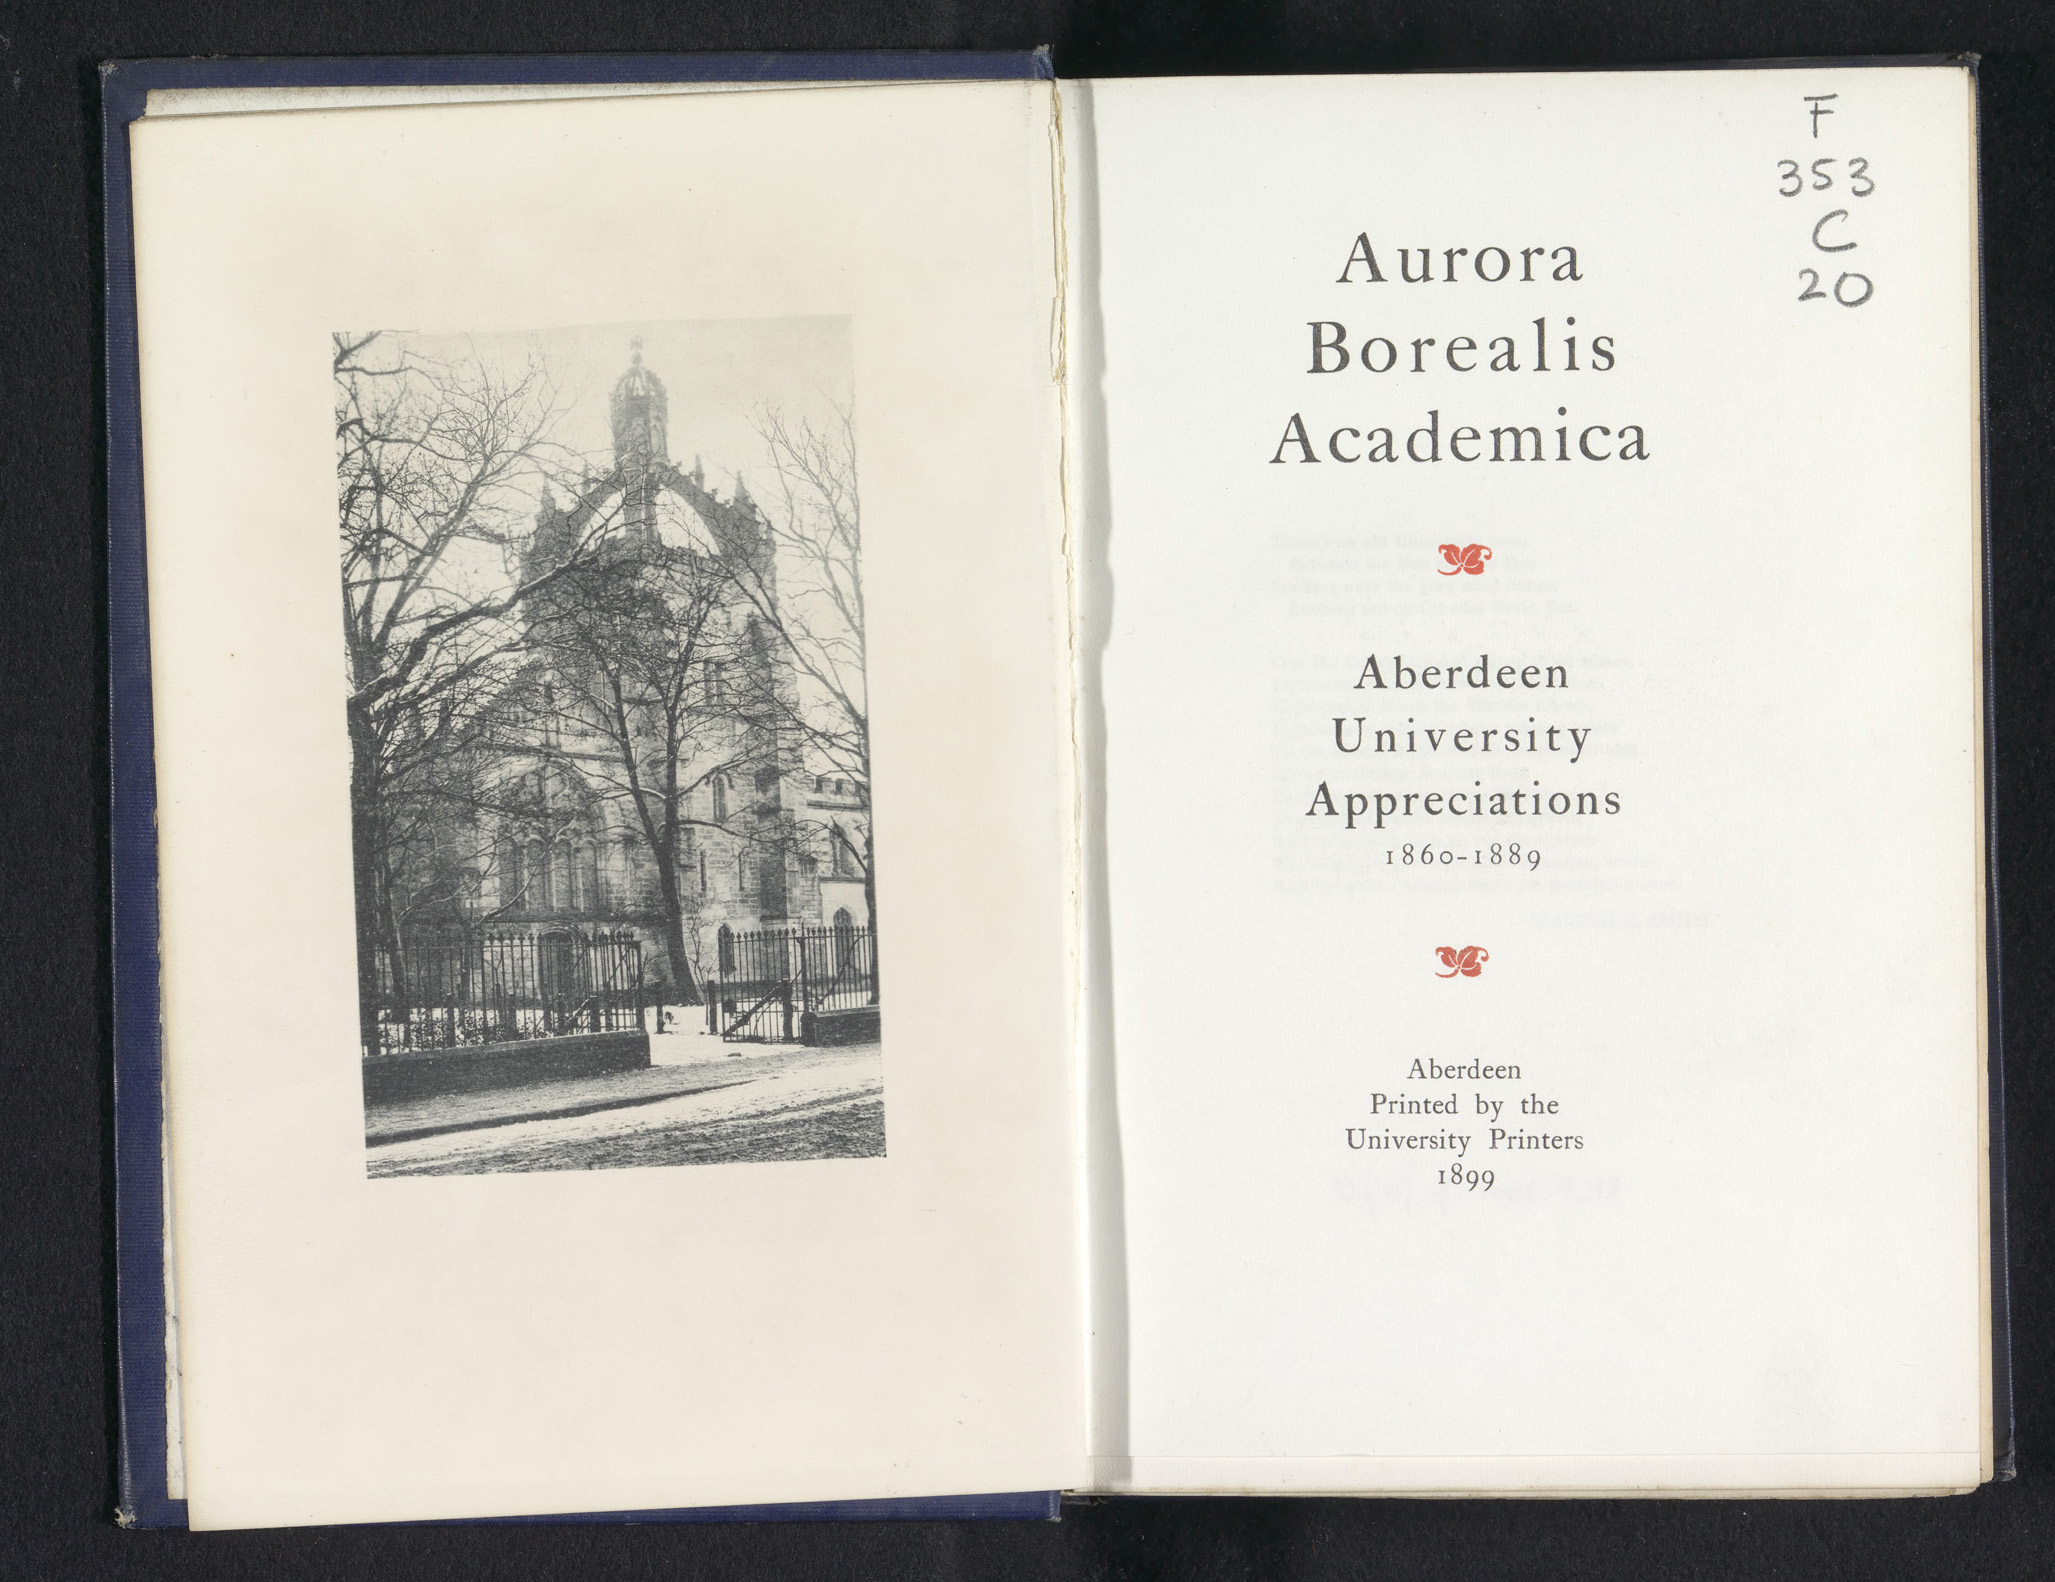 F
353
C
20
Aurora
Borealis
Academica
Aberdeen
University
Appreciations
1860-1889
Aberdeen
Printed by the
University Printers
1899